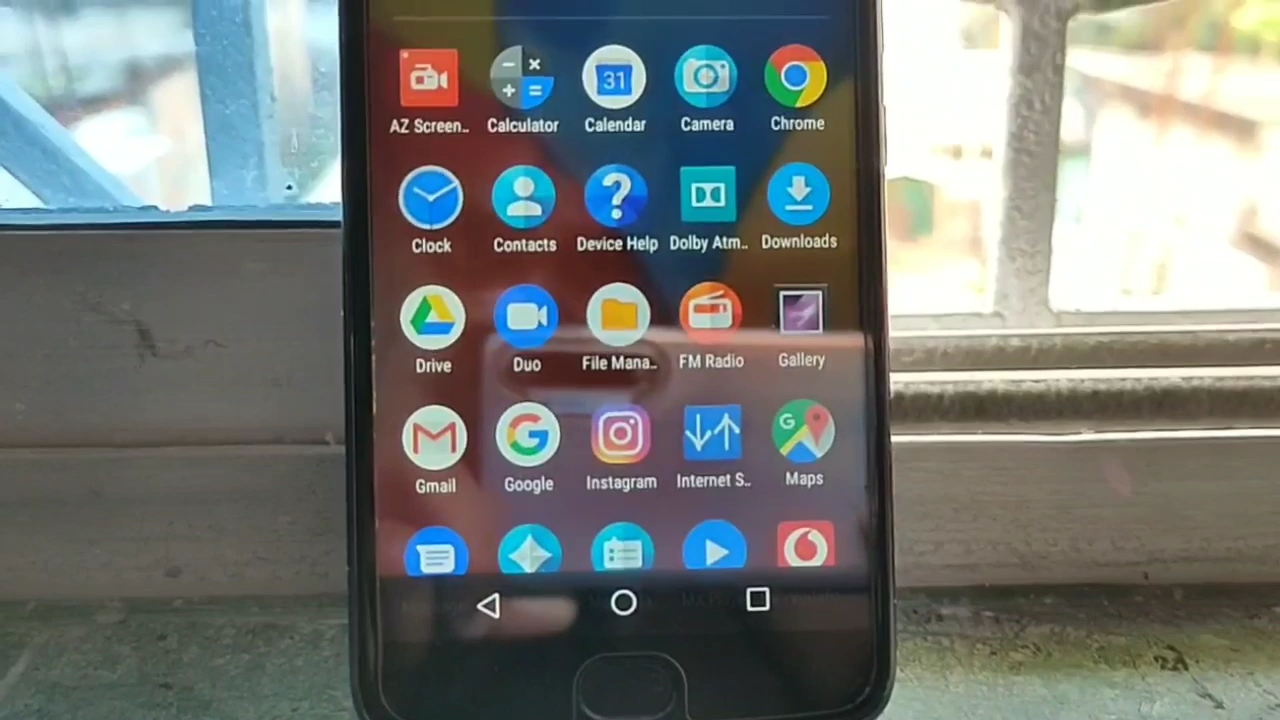 31
AZ Screen..
Calculator
Calendar
Camera
Chrome
Clock
Contacts
Device Help
Dolby Atm..
Downloads
Drive
Duo
File Mana..
FM Radio
Gallery
Gmail
Google
Instagram
Internet S..
Maps